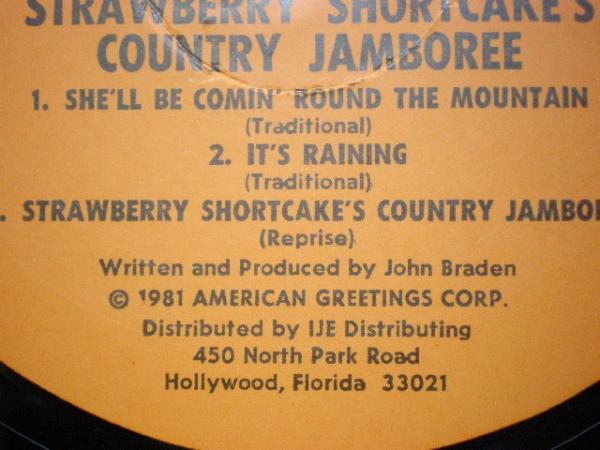 STRAWBERRY SHORTCAKE'S
COUNTRY JAMBOREE
1. SHE'LL BE COMIN' ROUND THE MOUNTAIN
(Traditional)
2. IT'S RAINING
(Traditional)
. STRAWBERRY SHORTCAKE'S COUNTRY JAMBO
(Reprise)
Written and Produced by John Braden
© 1981 AMERICAN GREETINGS CORP.
Distributed by IJE Distributing
450 North Park Road
Hollywood, Florida 33021